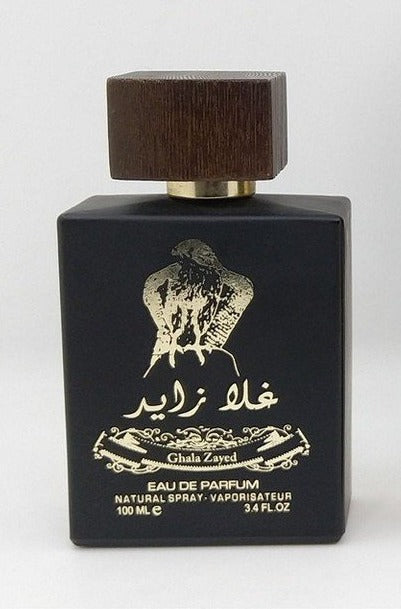 غلا زايد
Ghala Zayed
EAU DE PARFUM
NATURAL SPRAY - VAPORISATEUR
100 ML e 3.4 FL.OZ